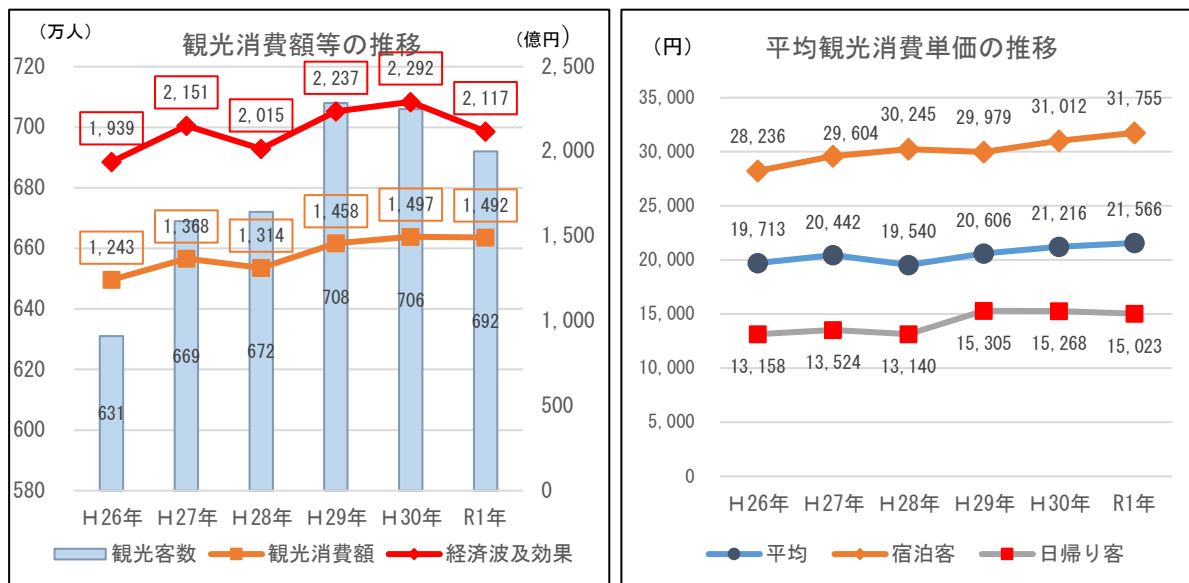 (万人)
観光消費額等の推移
(億円)
720
700
680
660
640
620
600
580
2,500
2,000
1,500
1,000
500
0
1,939
2,151
2,015
2,237
2,292
2,117
1,243
1,368
1,314
1,458
1,497
1,492
631
669
672
708
706
692
H26年
H27年
H28年
H29年
H30年
R1年
観光客数
観光消費額
経済波及効果
(円)
平均観光消費単価の推移
35,000
30,000
25,000
20,000
15,000
10,000
5,000
0
28,236
29,604
30,245
29,979
31,012
31,755
19,713
20,442
19,540
20,606
21,216
21,566
13,158
13,524
13,140
15,305
15,268
15,023
H26年
H27年
H28年
H29年
H30年
R1年
平均
宿泊客
日帰り客